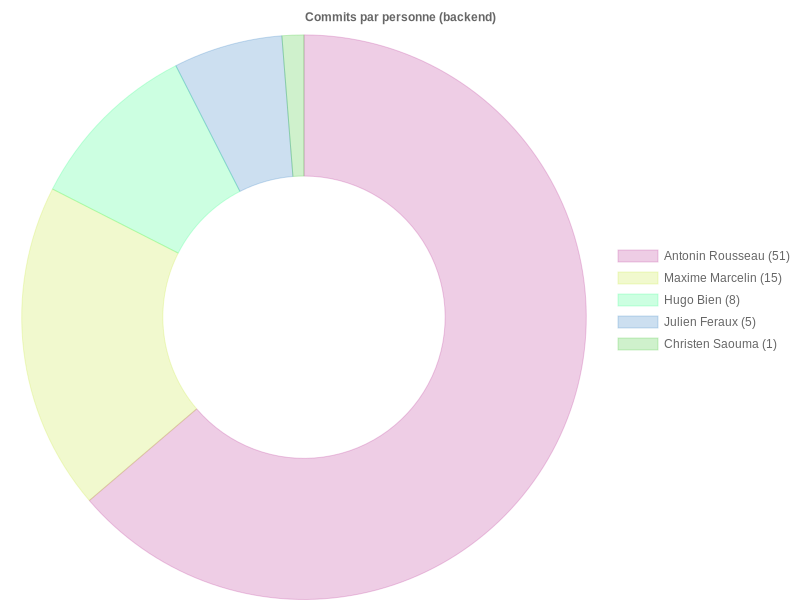 Commits par personne (backend)
Antonin Rousseau (51)
Maxime Marcelin (15)
Hugo Bien (8)
Julien Feraux (5)
Christen Saouma (1)